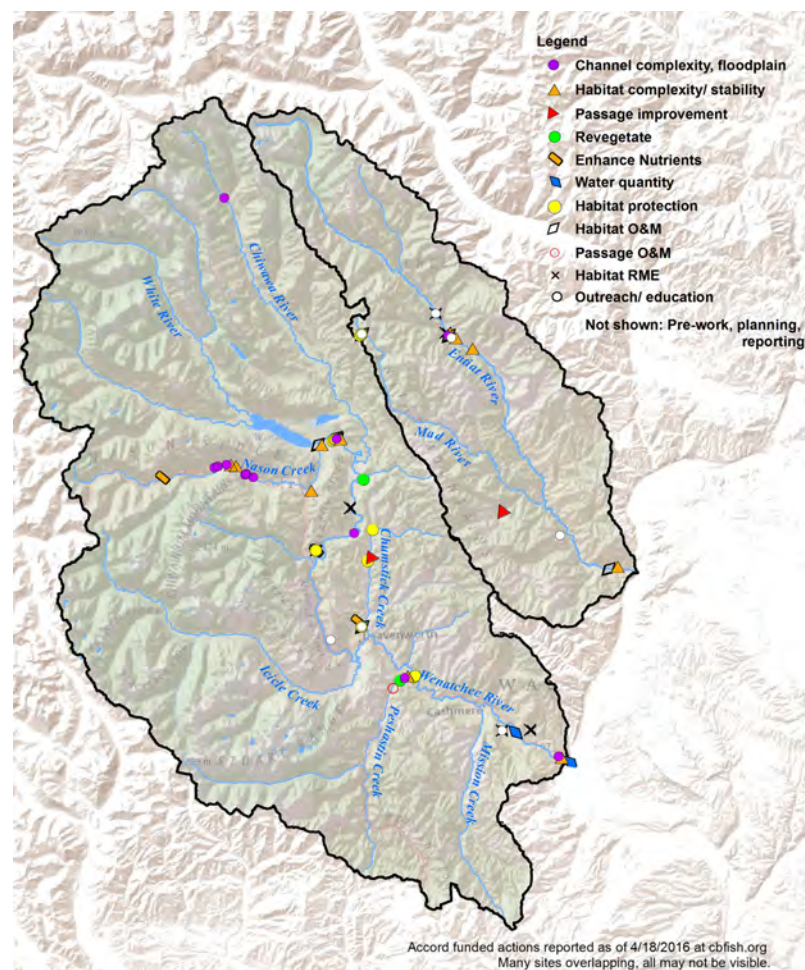 Legend
Channel complexity, floodplain
Habitat complexity/ stability
Passage improvement
Revegetate
Enhance Nutrients
Water quantity
Habitat protection
Habitat O&M
Passage O&M
Habitat RME
Outreach/ education
Not shown: Pre-work, planning,
reporting
Chiwawa River
White River
Entiat River
Mad River
Nason Creek
Chumstick Creek
Icicle Creek
Wenatchee River
W A
Cashmere
Peshastin Creek
Mission Creek
Accord funded actions reported as of 4/18/2016 at cbfish.org
Many sites overlapping, all may not be visible.